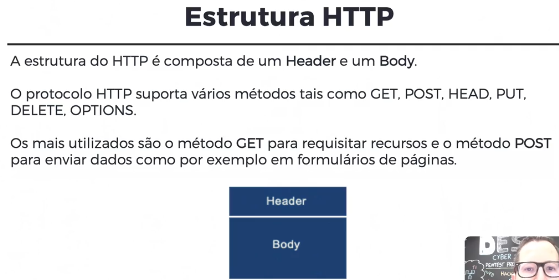 Estrutura HTTP
A estrutura do HTTP é composta de um Header e um Body.
O protocolo HTTP suporta vários métodos tais como GET, POST, HEAD, PUT,
DELETE, OPTIONS.
Os mais utilizados são o método GET para requisitar recursos e o método POST
para enviar dados como por exemplo em formulários de páginas.
Header
Body
CYBER